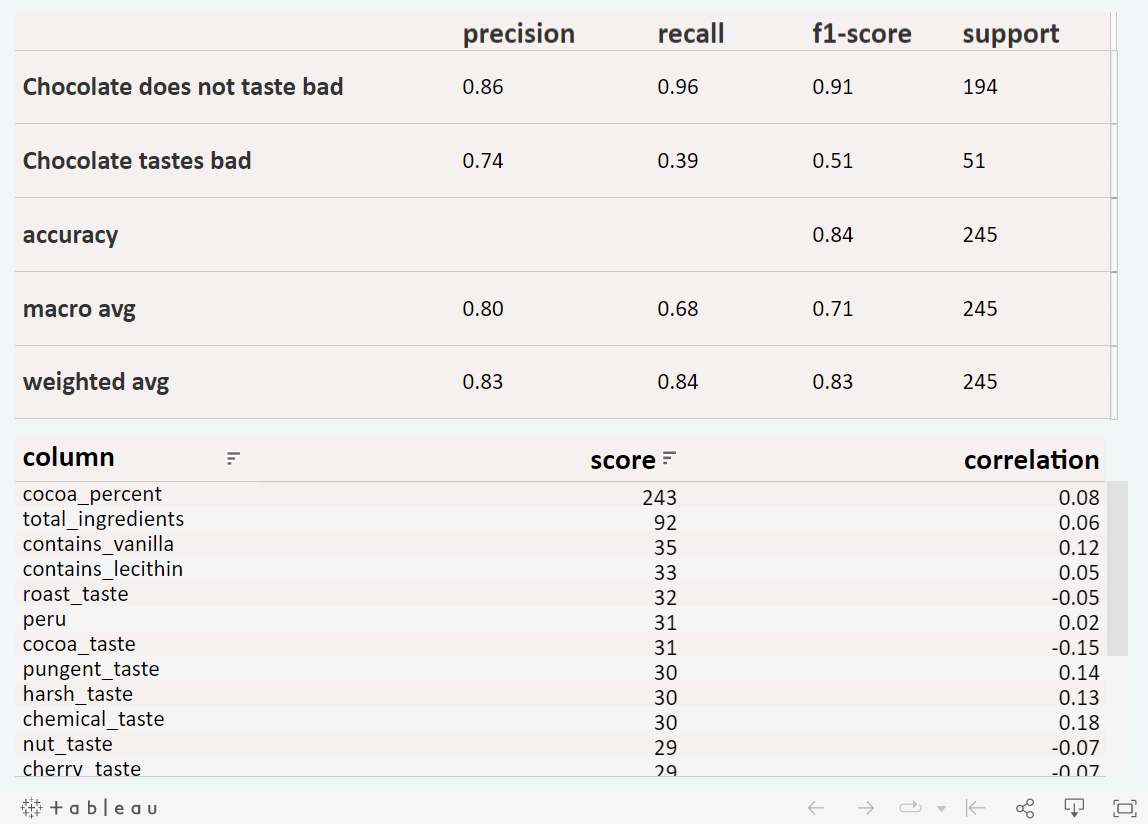 precision recall f1-score support
Chocolate does not taste bad 0.86 0.96 0.91 194
Chocolate tastes bad 0.74 0.39 0.51 51
accuracy 0.84 245
macro avg 0.80 0.68 0.71 245
weighted avg 0.83 0.84 0.83 245
column score correlation
cocoa_percent 243 0.08
total_ingredients 92 0.06
contains_vanilla 35 0.12
contains_lecithin 33 0.05
roast_taste 32 -0.05
peru 31 0.02
cocoa_taste 31 -0.15
pungent_taste 30 0.14
harsh_taste 30 0.13
chemical_taste 30 0.18
nut_taste 29 -0.07
cherry_taste 29 -0.07
+ableau